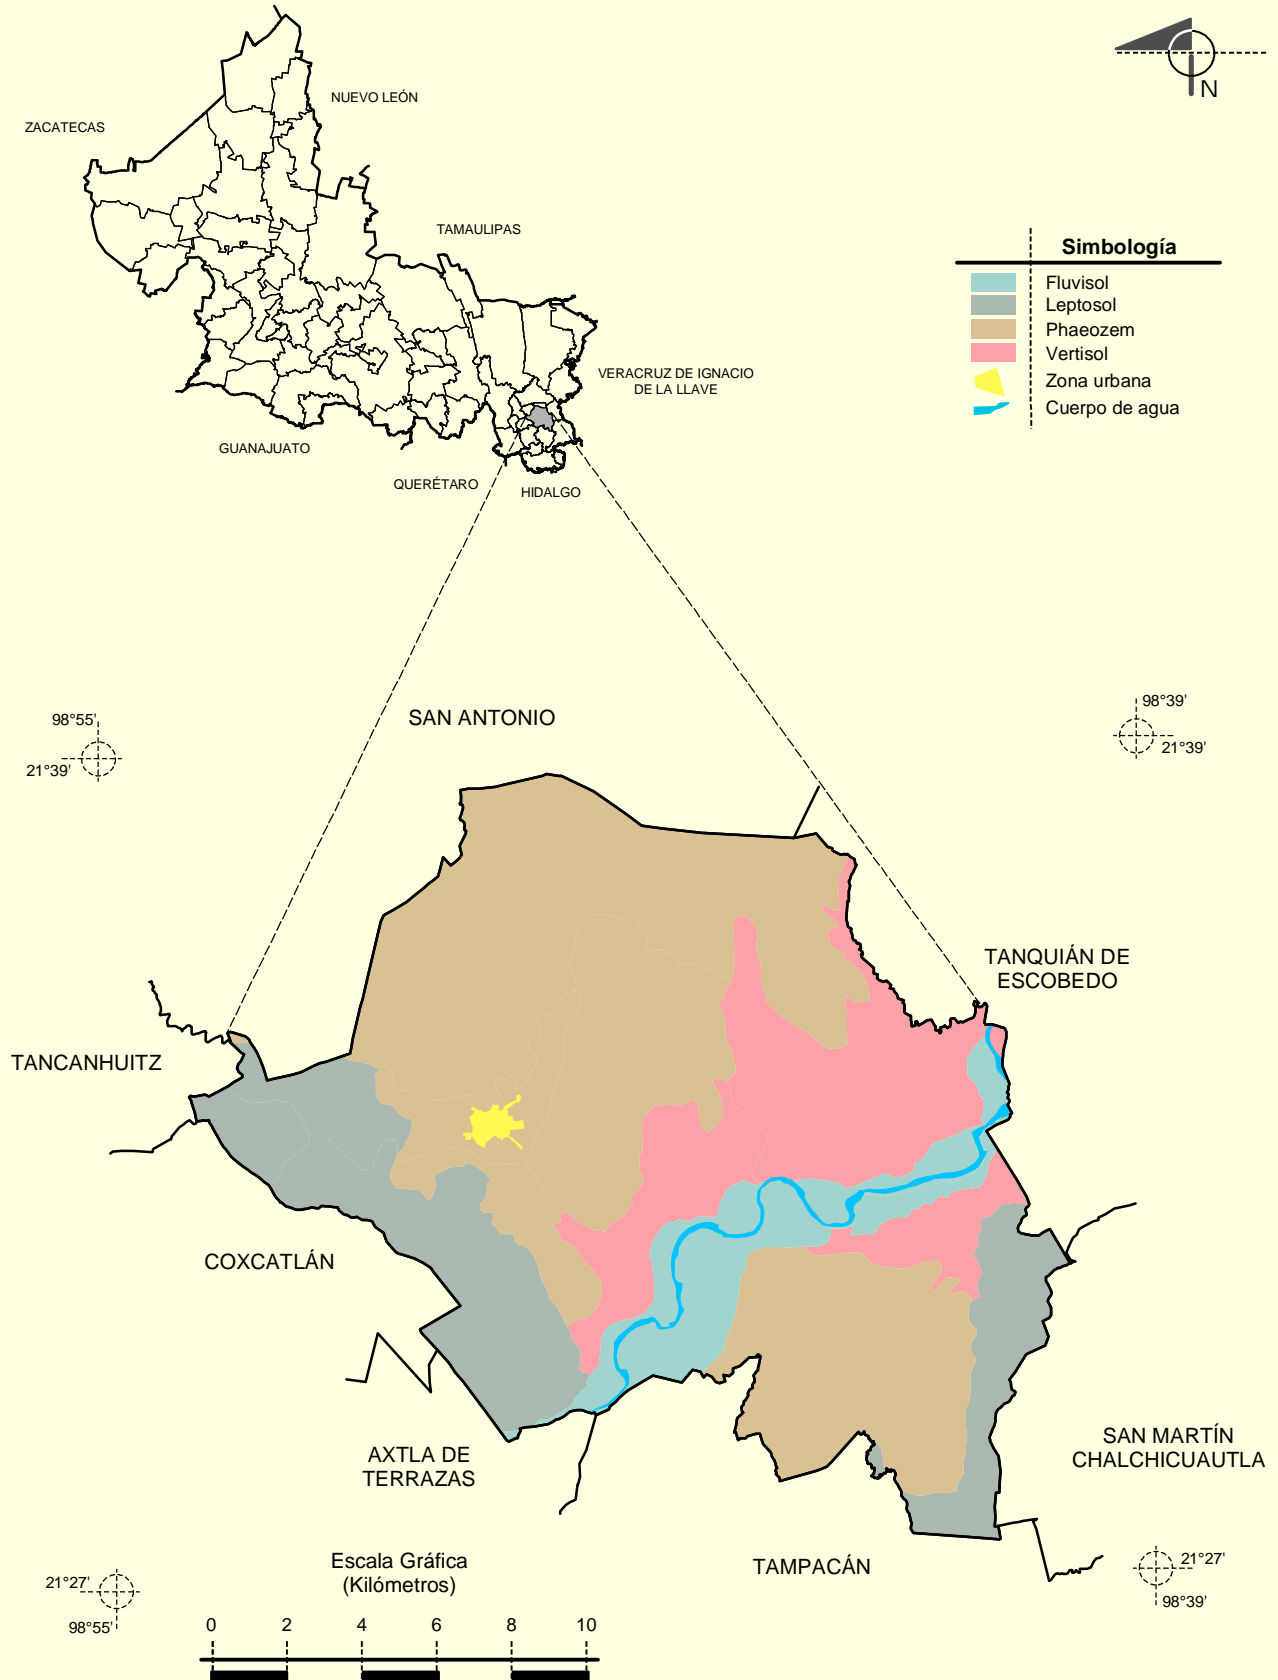 N
NUEVO LEÓN
ZACATECAS
TAMAULIPAS
Simbología
Fluvisol
Leptosol
Phaeozem
Vertisol
Zona urbana
Cuerpo de agua
VERACRUZ DE IGNACIO
DE LA LLAVE
GUANAJUATO
QUERÉTARO
HIDALGO
98°55'
21°39'
SAN ANTONIO
98°39'
21°39'
TANQUIÁN DE
ESCOBEDO
TANCANHUITZ
COXCATLÁN
AXTLA DE
TERRAZAS
SAN MARTÍN
CHALCHICUAUTLA
TAMPACÁN
Escala Gráfica
(Kilómetros)
21°27'
98°55'
21°27'
98°39'
0 2 4 6 8 10